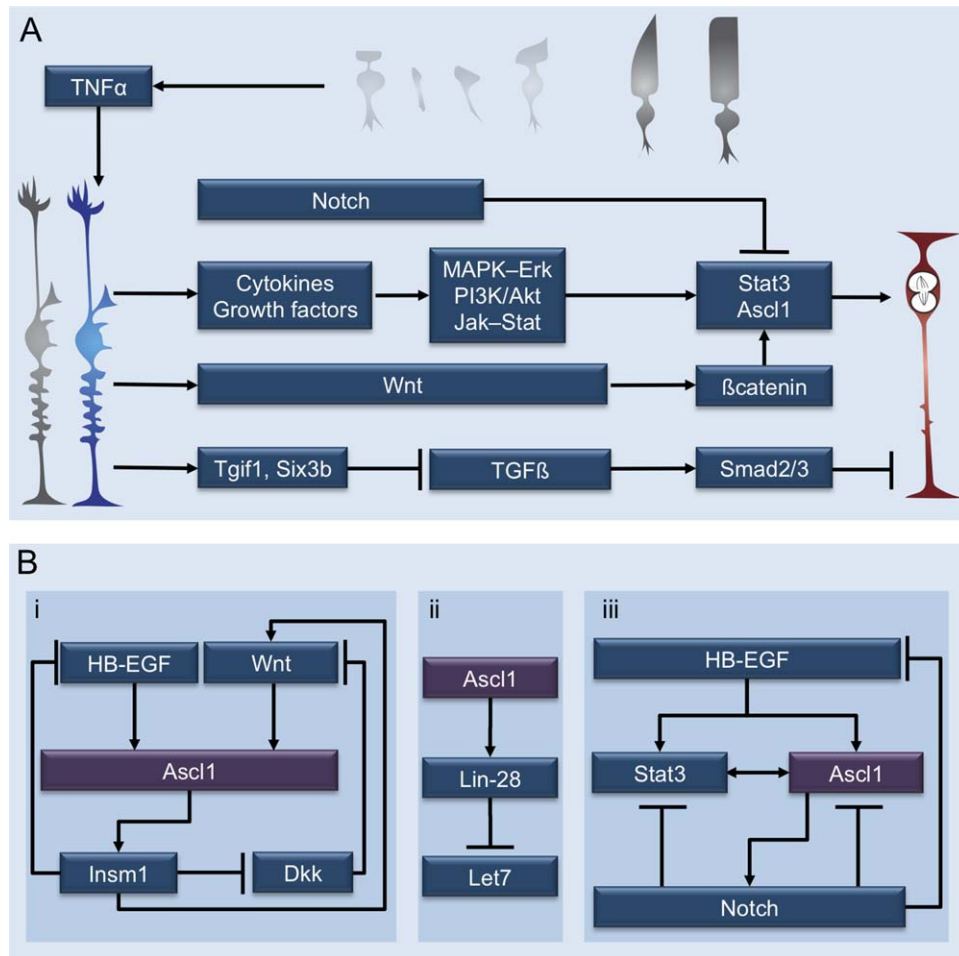 A
TNFα
Notch
Cytokines
Growth factors
MAPK–Erk
PI3K/Akt
Jak–Stat
Stat3
Ascl1
Wnt
ßcatenin
Tgif1, Six3b
TGFß
Smad2/3
B
i
HB-EGF
Wnt
Ascl1
Insm1
Dkk
ii
Ascl1
Lin-28
Let7
iii
HB-EGF
Stat3
Ascl1
Notch